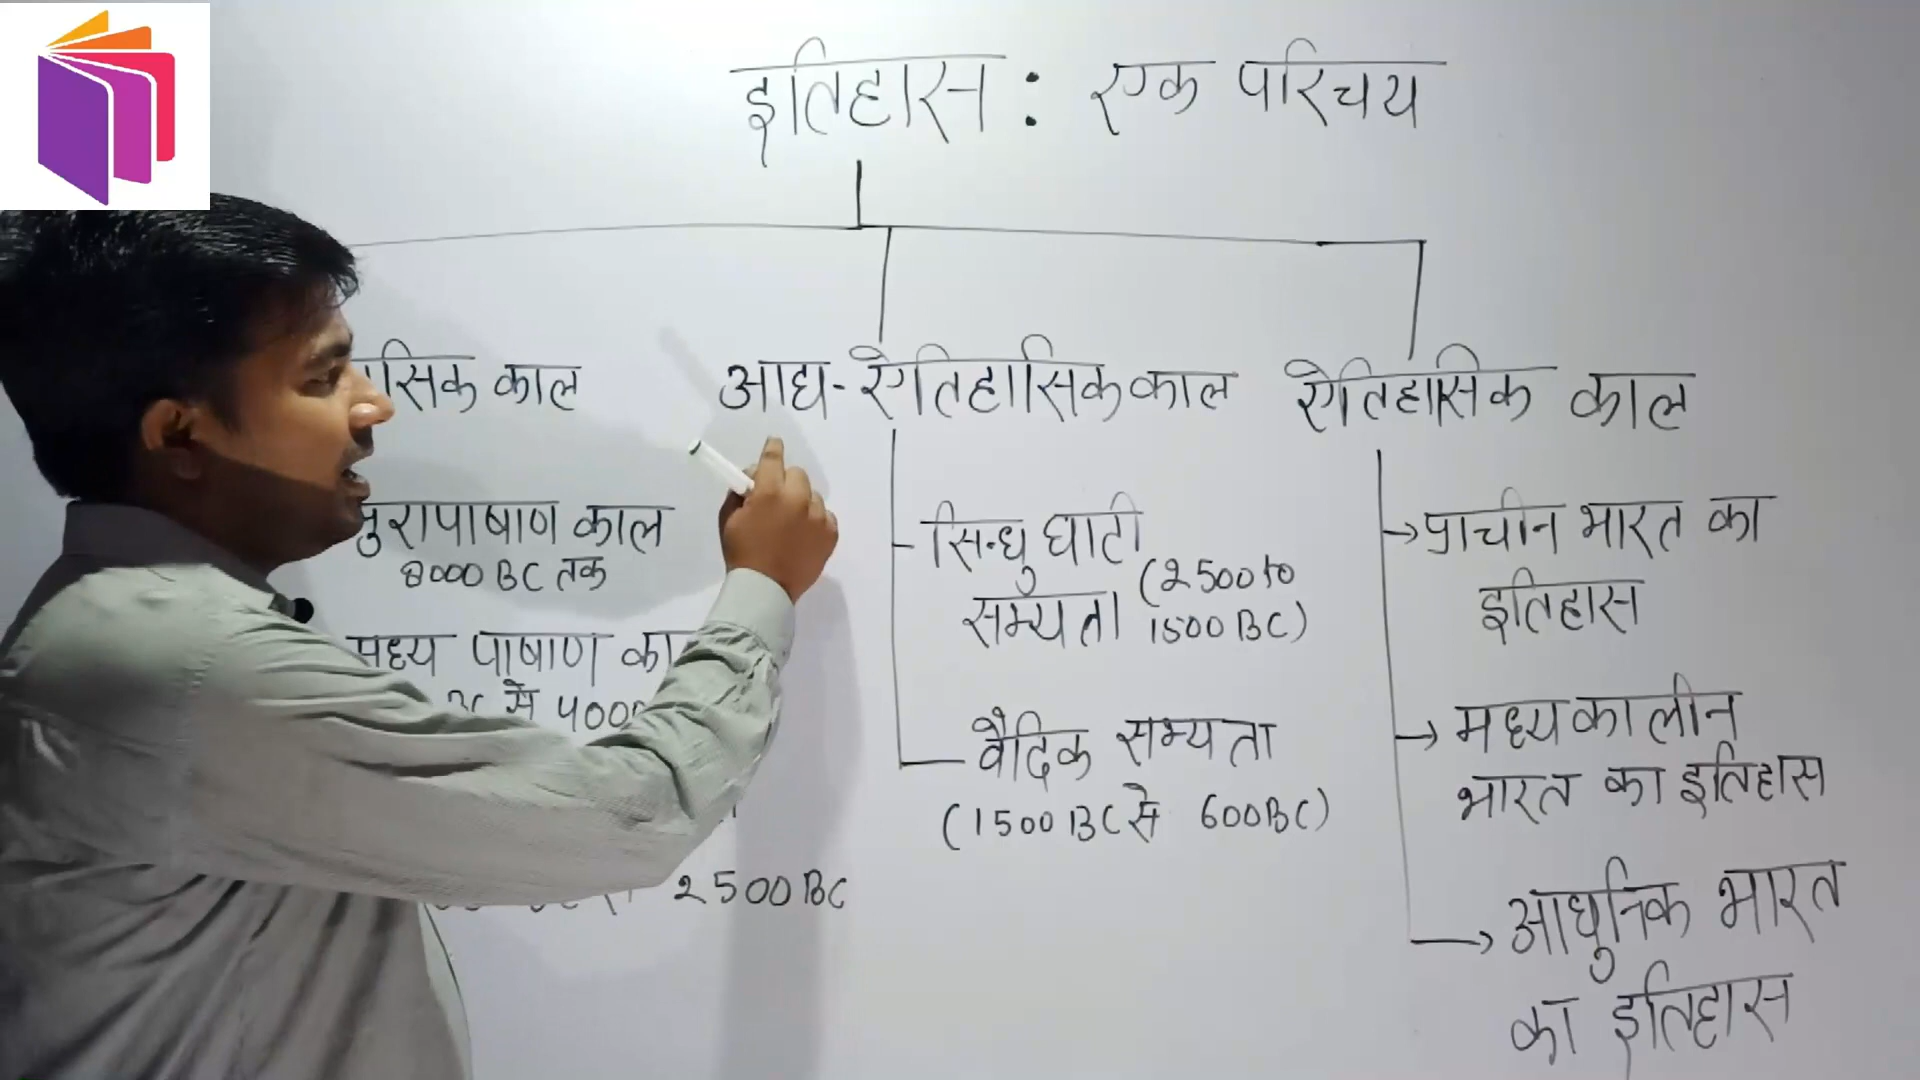 इतिहास : एक परिचय
काल
आद्य-ऐतिहासिक काल
ऐतिहासिक काल
पुरापाषाण काल
8000 BC तक
मध्य पाषाण
से 4000
2500 BC
सिन्धु घाटी
सभ्यता (2500 to
1500 BC)
वैदिक सभ्यता
(1500 BC से 600 BC)
→ प्राचीन भारत का
इतिहास
→ मध्यकालीन
भारत का इतिहास
→ आधुनिक भारत
का इतिहास